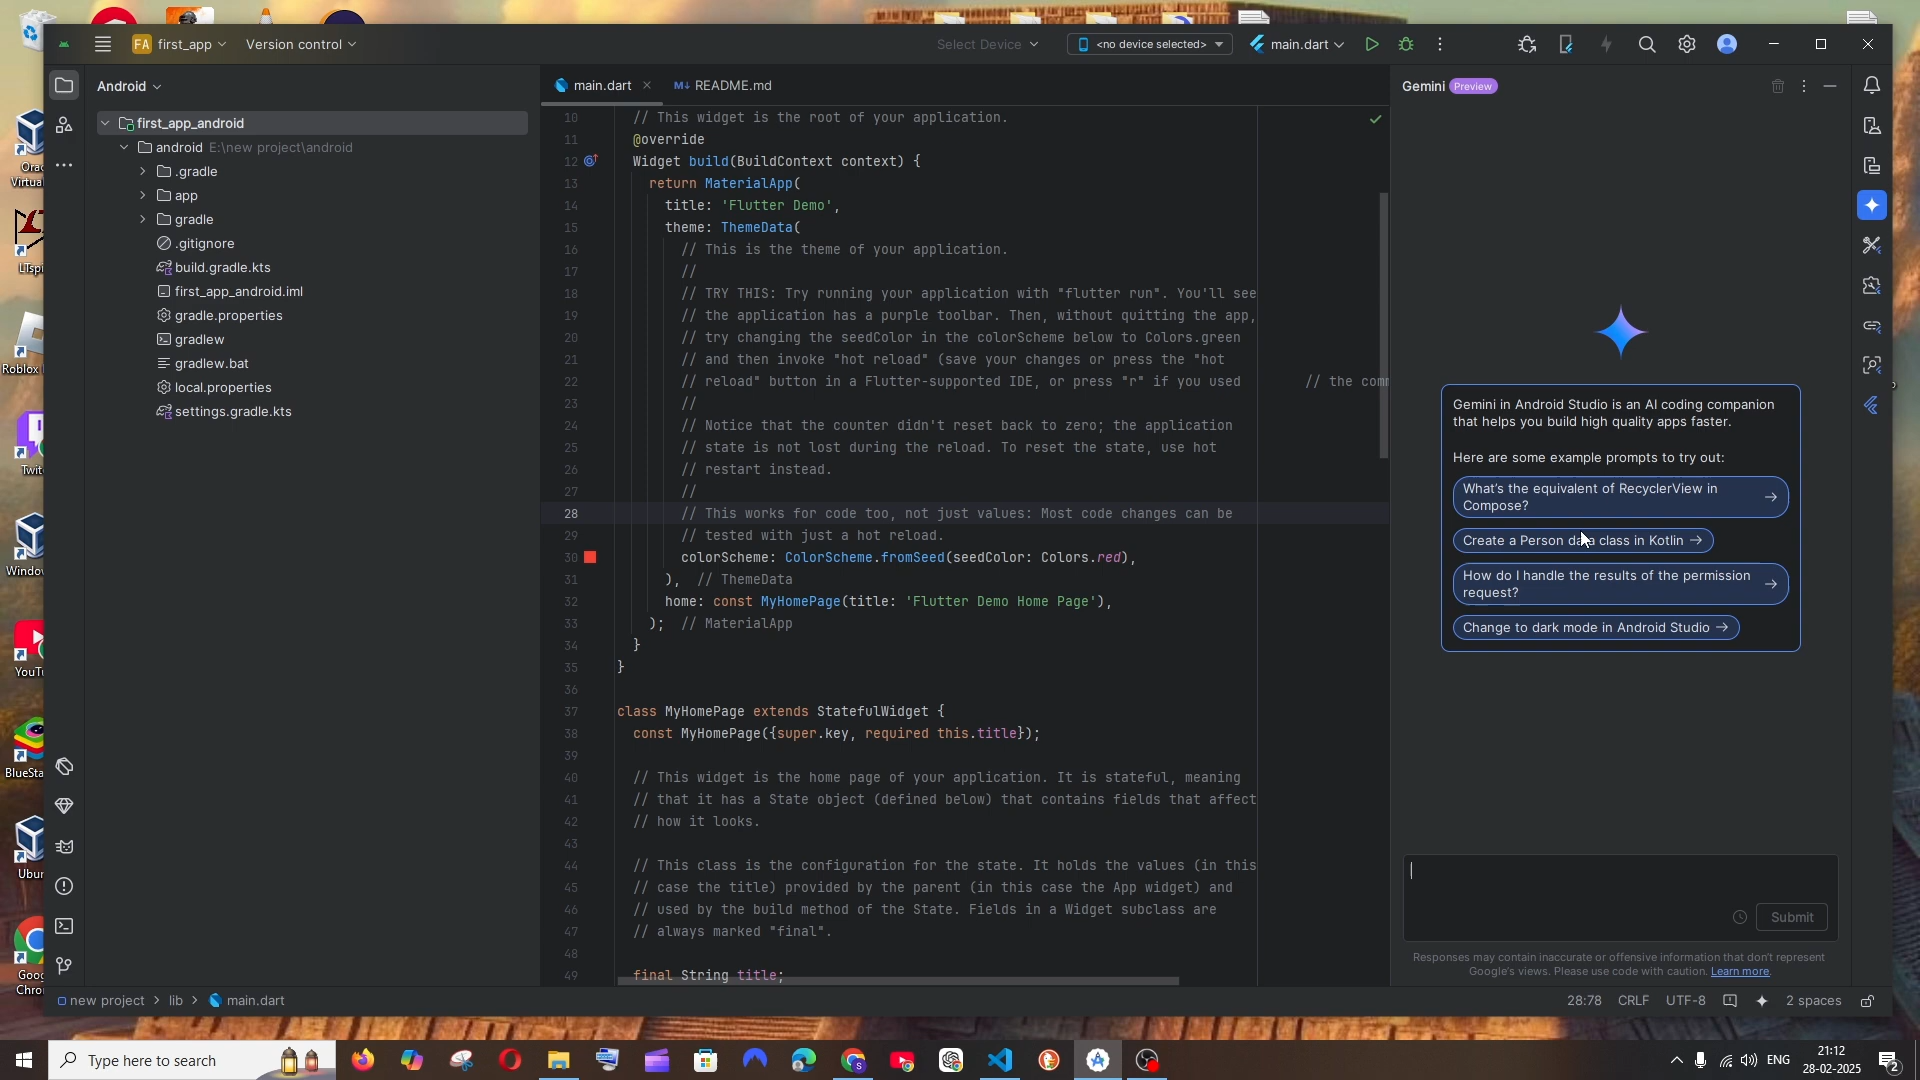 FA first_app
Version control
Select Device
<no device selected>
main.dart
Android
main.dart
README.md
Gemini Preview
first_app_android
android E:\new project\android
.gradle
app
gradle
.gitignore
build.gradle.kts
first_app_android.iml
gradle.properties
gradlew
gradlew.bat
local.properties
settings.gradle.kts
10 // This widget is the root of your application.
11 @override
12 Widget build(BuildContext context) {
13 return MaterialApp(
14 title: 'Flutter Demo',
15 theme: ThemeData(
16 // This is the theme of your application.
17 //
18 // TRY THIS: Try running your application with "flutter run". You'll see
19 // the application has a purple toolbar. Then, without quitting the app,
20 // try changing the seedColor in the colorScheme below to Colors.green
21 // and then invoke "hot reload" (save your changes or press the "hot
22 // reload" button in a Flutter-supported IDE, or press "r" if you used // the com
23 //
24 // Notice that the counter didn't reset back to zero; the application
25 // state is not lost during the reload. To reset the state, use hot
26 // restart instead.
27 //
28 // This works for code too, not just values: Most code changes can be
29 // tested with just a hot reload.
30 colorScheme: ColorScheme.fromSeed(seedColor: Colors.red),
31 ), // ThemeData
32 home: const MyHomePage(title: 'Flutter Demo Home Page'),
33 ); // MaterialApp
34 }
35 }
36
37 class MyHomePage extends StatefulWidget {
38 const MyHomePage({super.key, required this.title});
39
40 // This widget is the home page of your application. It is stateful, meaning
41 // that it has a State object (defined below) that contains fields that affect
42 // how it looks.
43
44 // This class is the configuration for the state. It holds the values (in this
45 // case the title) provided by the parent (in this case the App widget) and
46 // used by the build method of the State. Fields in a Widget subclass are
47 // always marked "final".
48
49 final String title;
Gemini in Android Studio is an AI coding companion
that helps you build high quality apps faster.
Here are some example prompts to try out:
What's the equivalent of RecyclerView in
Compose?
Create a Person data class in Kotlin
How do I handle the results of the permission
request?
Change to dark mode in Android Studio
Submit
Responses may contain inaccurate or offensive information that don't represent
Google's views. Please use code with caution. Learn more.
new project > lib > main.dart
28:78 CRLF UTF-8 2 spaces
Orac
Virtual
LTspi
Roblox
Twit
Window
YouTu
BlueSta
Ubun
Goog
Chro
Type here to search
ENG
21:12
28-02-2025
2